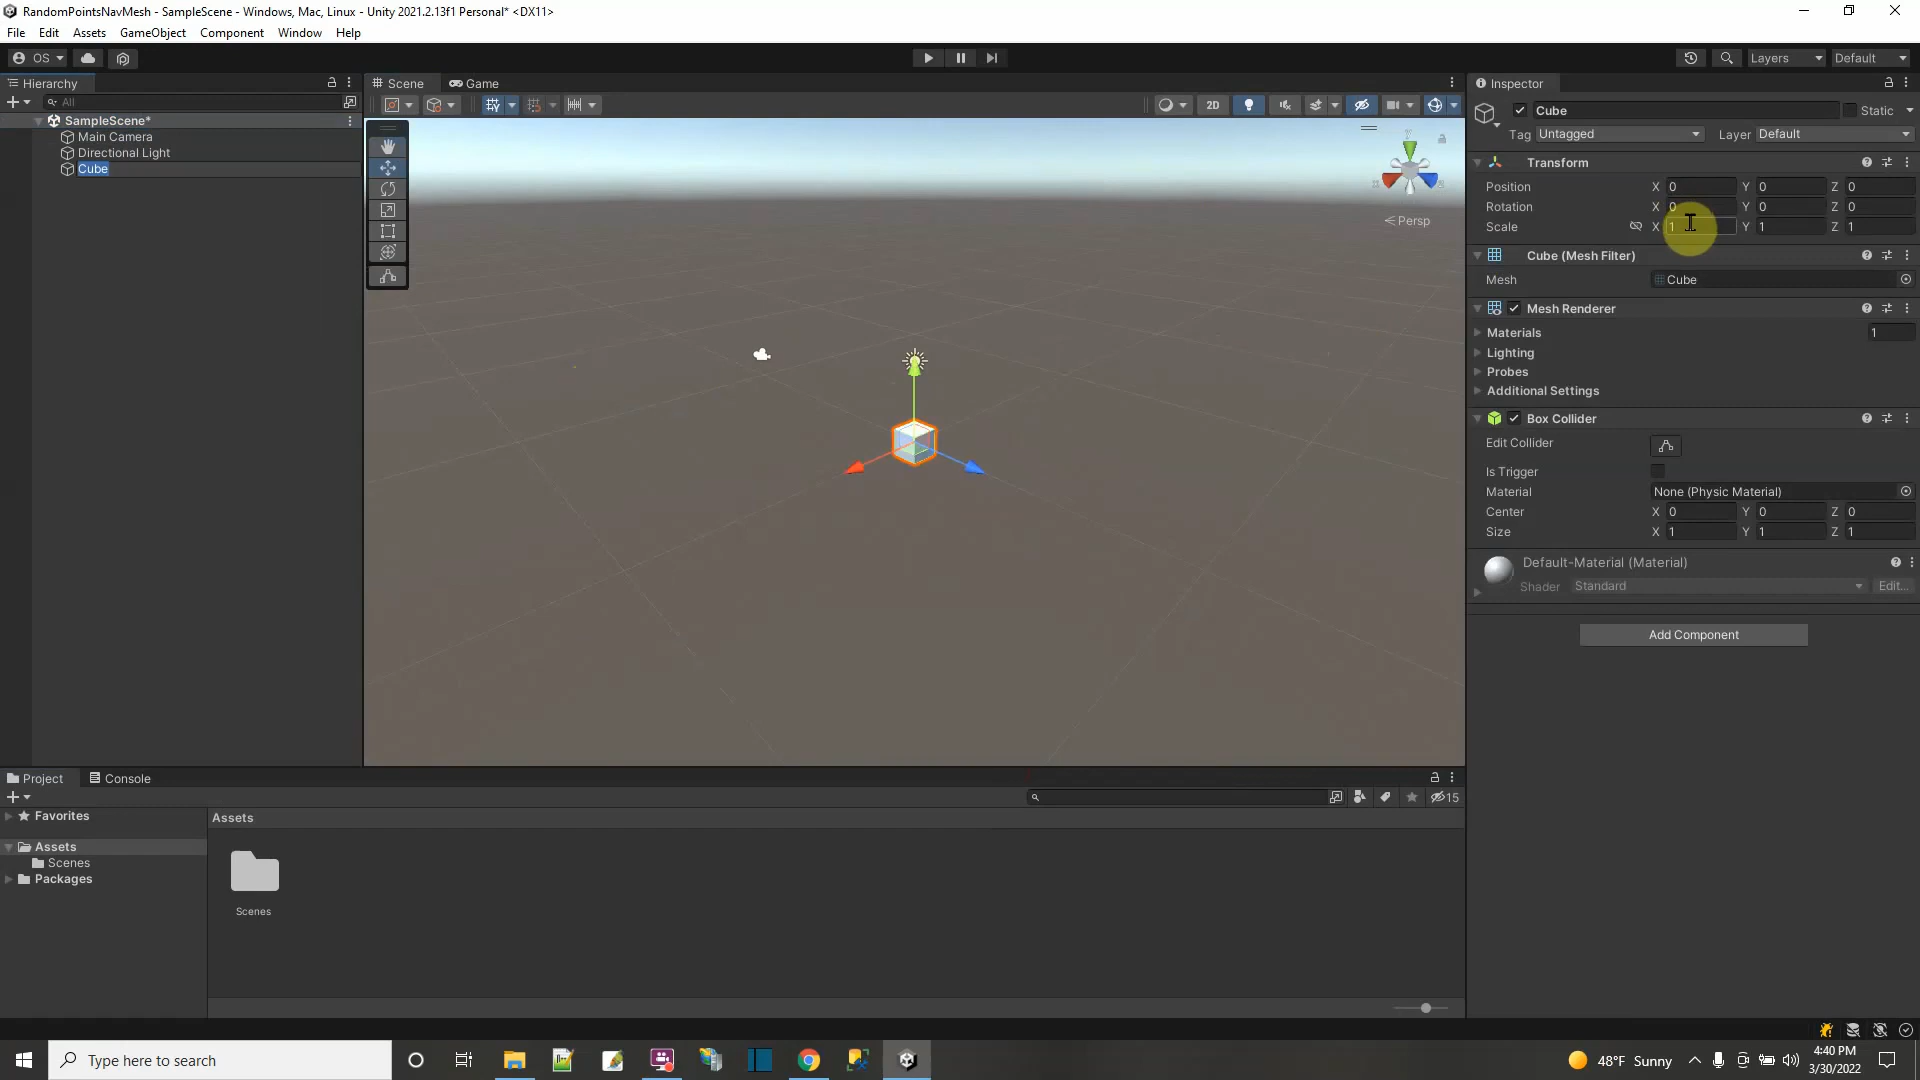 RandomPointsNavMesh - SampleScene - Windows, Mac, Linux - Unity 2021.2.13f1 Personal* <DX11>
File Edit Assets GameObject Component Window Help
OS Layers Default
Hierarchy Scene Game Inspector
All
SampleScene*
Main Camera
Directional Light
Cube
2D
Persp
Cube Static
Tag Untagged Layer Default
Transform
Position X 0 Y 0 Z 0
Rotation X 0 Y 0 Z 0
Scale X 1 Y 1 Z 1
Cube (Mesh Filter)
Mesh Cube
Mesh Renderer
Materials 1
Lighting
Probes
Additional Settings
Box Collider
Edit Collider
Is Trigger
Material None (Physic Material)
Center X 0 Y 0 Z 0
Size X 1 Y 1 Z 1
Default-Material (Material)
Shader Standard Edit...
Add Component
Project Console
15
Favorites
Assets
Scenes
Packages
Assets
Scenes
Type here to search
48°F Sunny
4:40 PM
3/30/2022